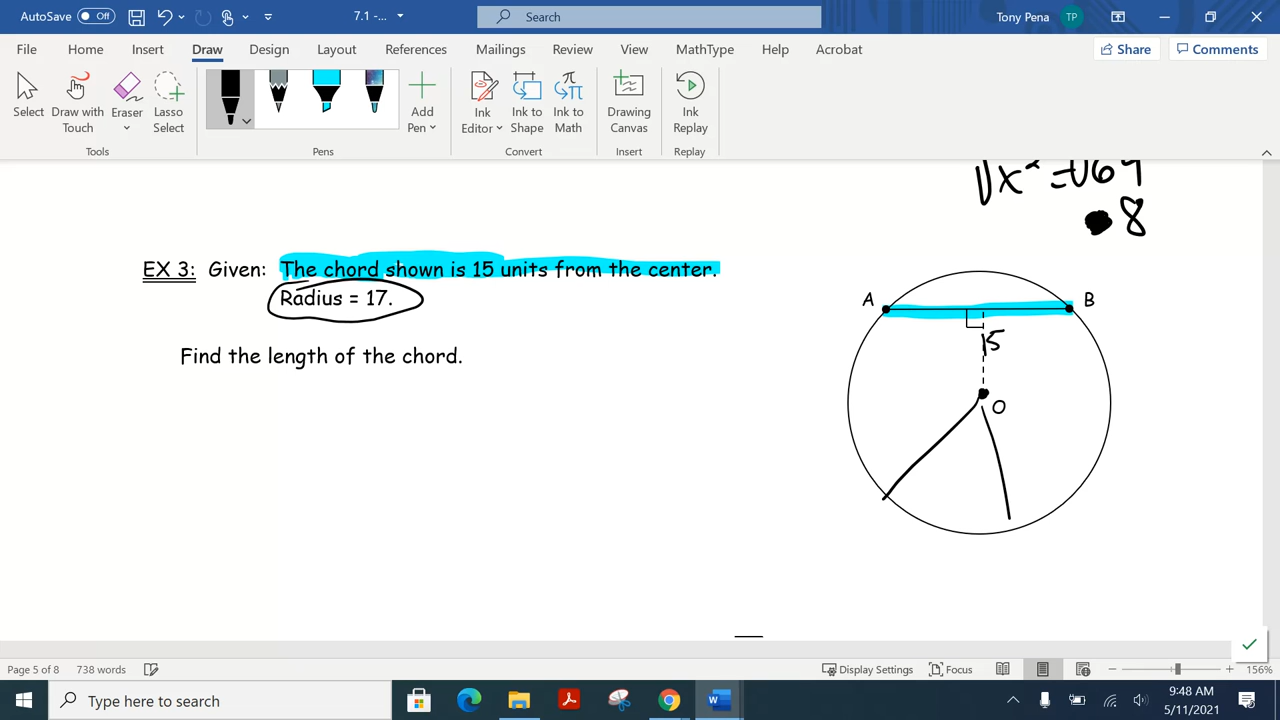 AutoSave Off 7.1 -... Search Tony Pena TP
File Home Insert Draw Design Layout References Mailings Review View MathType Help Acrobat Share Comments
Select Draw with Touch Eraser Lasso Select Add Pen Ink Editor Ink to Shape Ink to Math Drawing Canvas Ink Replay
Tools Pens Convert Insert Replay
√x² = √64
8
EX 3: Given: The chord shown is 15 units from the center.
Radius = 17.
Find the length of the chord.
A B
15
O
Page 5 of 8 738 words Display Settings Focus 156%
Type here to search 9:48 AM
5/11/2021